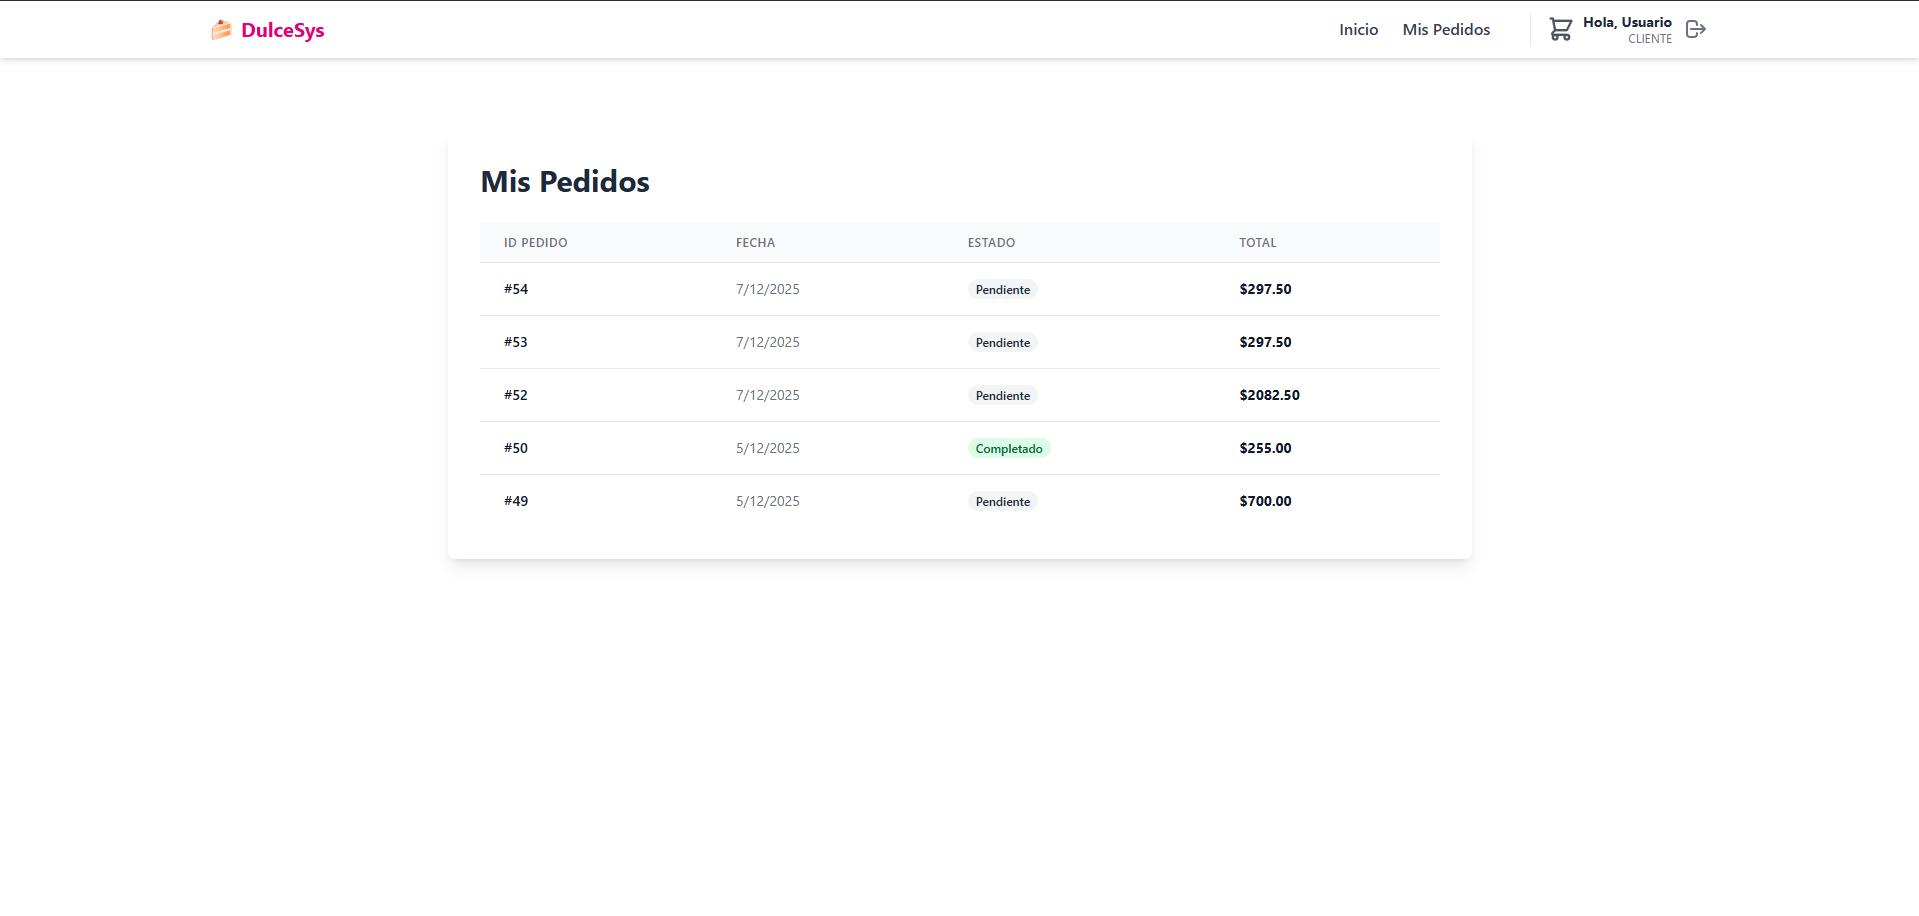 DulceSys
Inicio
Mis Pedidos
Hola, Usuario
CLIENTE
Mis Pedidos
ID PEDIDO FECHA ESTADO TOTAL
#54 7/12/2025 Pendiente $297.50
#53 7/12/2025 Pendiente $297.50
#52 7/12/2025 Pendiente $2082.50
#50 5/12/2025 Completado $255.00
#49 5/12/2025 Pendiente $700.00